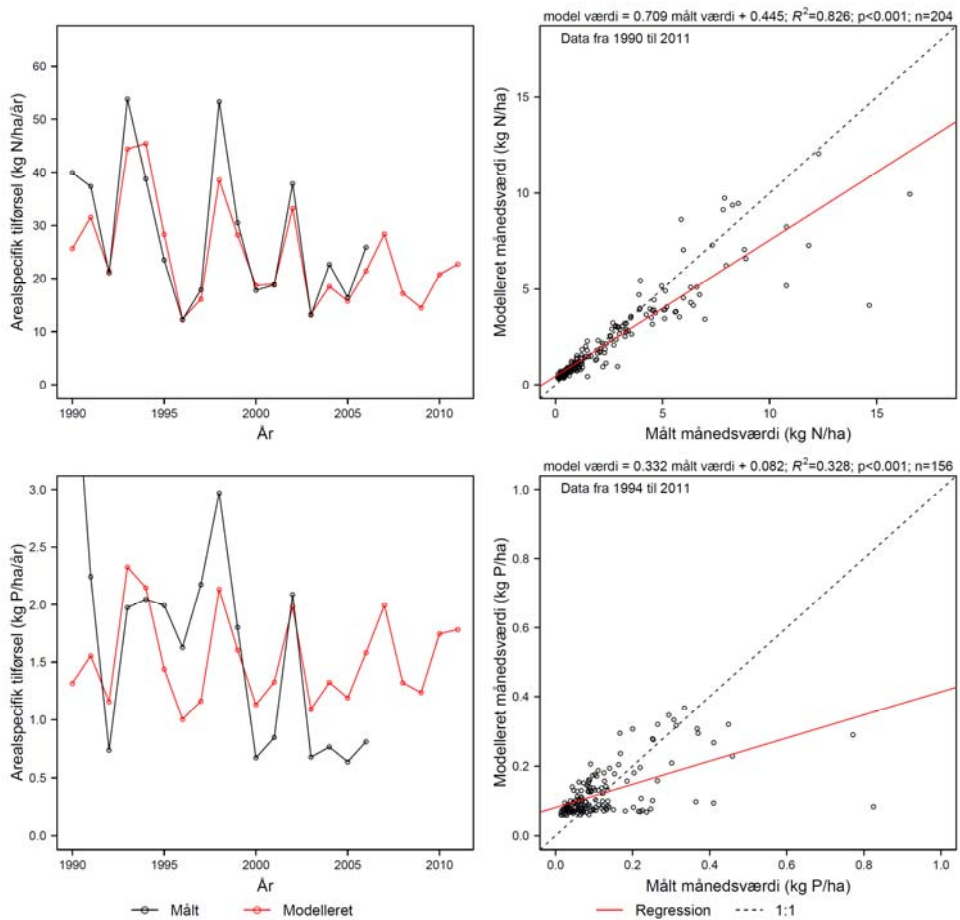 model værdi = 0.709 målt værdi + 0.445; R²=0.826; p<0.001; n=204
Data fra 1990 til 2011
Arealspecifik tilførsel (kg N/ha/år)
60
50
40
30
20
10
0
1990 1995 2000 2005 2010
År
Modelleret månedsværdi (kg N/ha)
15
10
5
0
0 5 10 15
Målt månedsværdi (kg N/ha)
model værdi = 0.332 målt værdi + 0.082; R²=0.328; p<0.001; n=156
Data fra 1994 til 2011
Arealspecifik tilførsel (kg P/ha/år)
3.0
2.5
2.0
1.5
1.0
0.5
0.0
1990 1995 2000 2005 2010
År
Modelleret månedsværdi (kg P/ha)
1.0
0.8
0.6
0.4
0.2
0.0
0.0 0.2 0.4 0.6 0.8 1.0
Målt månedsværdi (kg P/ha)
Målt Modelleret Regression 1:1